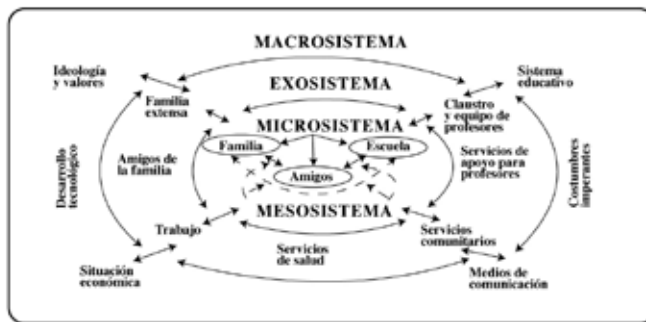 MACROSISTEMA
Ideología
y valores
Sistema
educativo
EXOSISTEMA
Familia
extensa
Claustro
y equipo de
profesores
MICROSISTEMA
Familia
Escuela
Amigos de
la familia
Servicios de
apoyo para
profesores
Desarrollo
tecnológico
Costumbres
imperantes
Amigos
MESOSISTEMA
Trabajo
Servicios
comunitarios
Servicios
de salud
Situación
económica
Medios de
comunicación